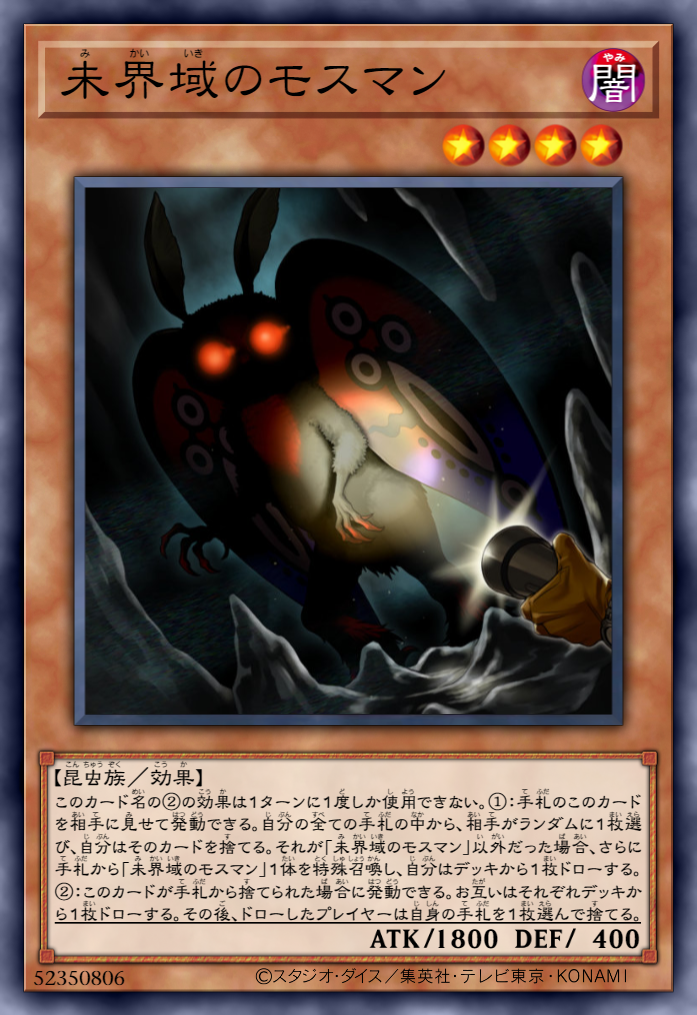 未界域のモスマン
闇
【昆虫族／効果】
このカード名の②の効果は1ターンに1度しか使用できない。①：手札のこのカード
を相手に見せて発動できる。自分の全ての手札の中から、相手がランダムに1枚選
び、自分はそのカードを捨てる。それが「未界域のモスマン」以外だった場合、さらに
手札から「未界域のモスマン」1体を特殊召喚し、自分はデッキから1枚ドローする。
②：このカードが手札から捨てられた場合に発動できる。お互いはそれぞれデッキか
ら1枚ドローする。その後、ドローしたプレイヤーは自身の手札を1枚選んで捨てる。
ATK/1800 DEF/ 400
52350806 ©スタジオ・ダイス／集英社・テレビ東京・KONAMI